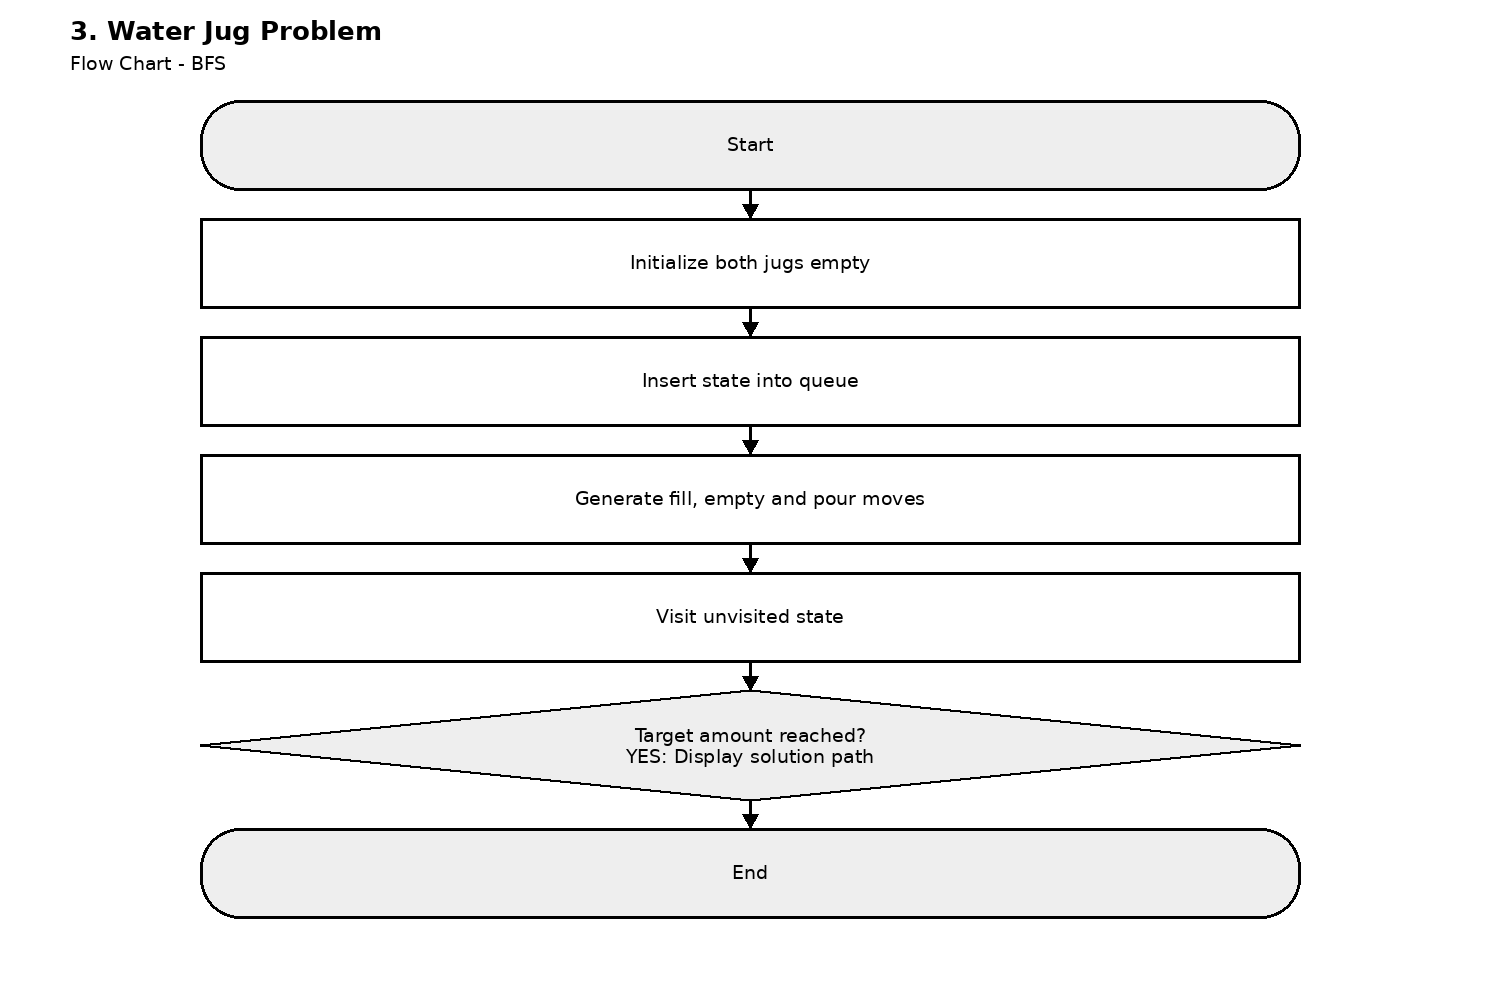 3. Water Jug Problem
Flow Chart - BFS
Start
Initialize both jugs empty
Insert state into queue
Generate fill, empty and pour moves
Visit unvisited state
Target amount reached?
YES: Display solution path
End